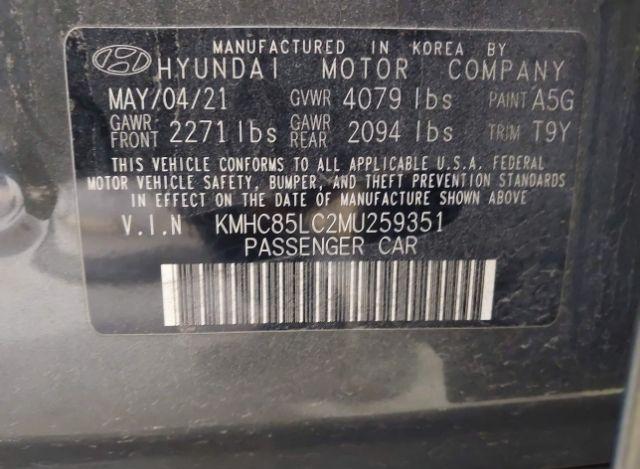 MANUFACTURED IN KOREA BY
HYUNDAI MOTOR COMPANY
MAY/04/21 GVWR 4079 lbs PAINT A5G
GAWR FRONT 2271 lbs GAWR REAR 2094 lbs TRIM T9Y
THIS VEHICLE CONFORMS TO ALL APPLICABLE U.S.A. FEDERAL
MOTOR VEHICLE SAFETY, BUMPER, AND THEFT PREVENTION STANDARDS
IN EFFECT ON THE DATE OF MANUFACTURE SHOWN ABOVE.
V.I.N KMHC85LC2MU259351
PASSENGER CAR